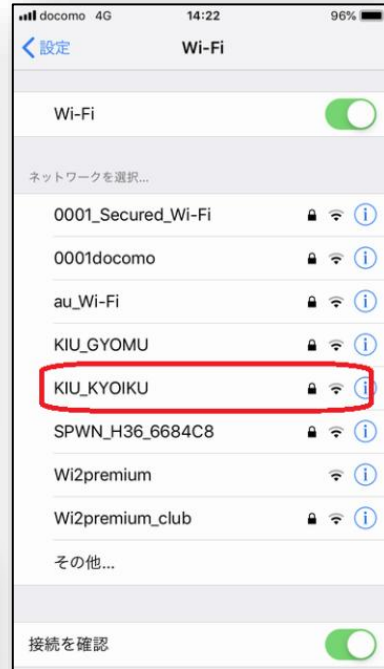 docomo 4G 14:22 96%
設定 Wi-Fi
Wi-Fi
ネットワークを選択...
0001_Secured_Wi-Fi
0001docomo
au_Wi-Fi
KIU_GYOMU
KIU_KYOIKU
SPWN_H36_6684C8
Wi2premium
Wi2premium_club
その他...
接続を確認